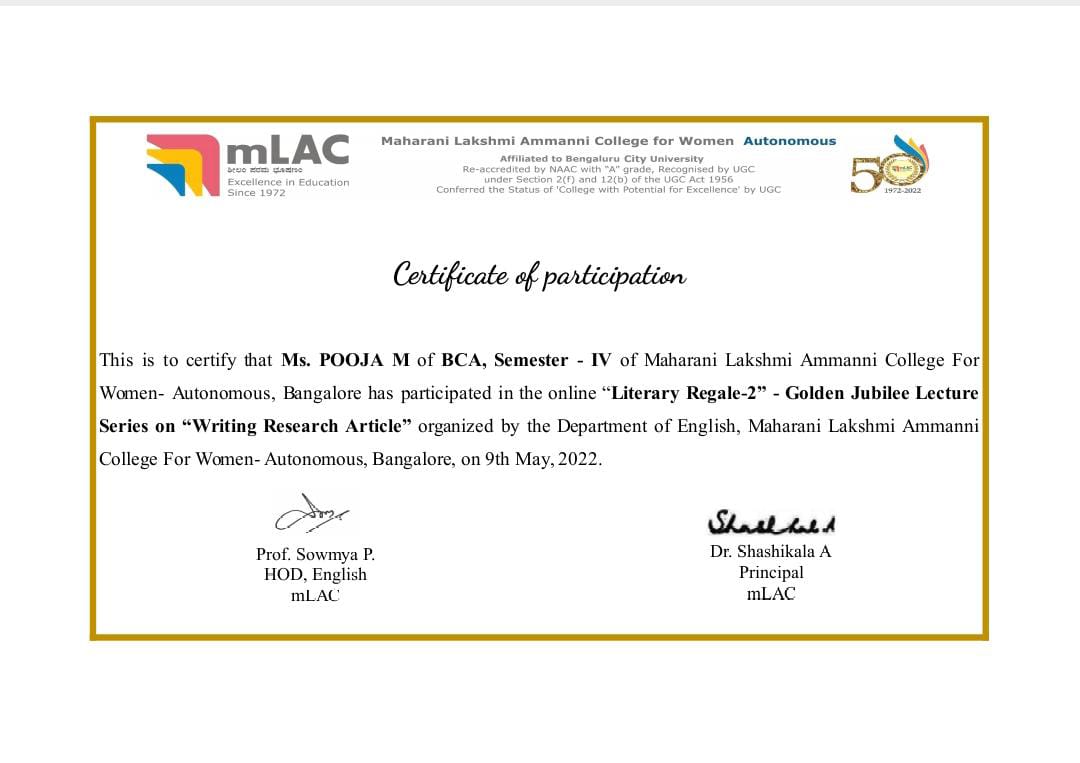 mLAC
ಶೀಲಂ ಪರಮ ಭೂಷಣಂ
Excellence in Education
Since 1972
Maharani Lakshmi Ammanni College for Women Autonomous
Affiliated to Bengaluru City University
Re-accredited by NAAC with "A" grade, Recognised by UGC
under Section 2(f) and 12(b) of the UGC Act 1956
Conferred the Status of 'College with Potential for Excellence' by UGC
50
mLAC
1972-2022
Certificate of participation
This is to certify that Ms. POOJA M of BCA, Semester - IV of Maharani Lakshmi Ammanni College For
Women- Autonomous, Bangalore has participated in the online “Literary Regale-2” - Golden Jubilee Lecture
Series on “Writing Research Article” organized by the Department of English, Maharani Lakshmi Ammanni
College For Women- Autonomous, Bangalore, on 9th May, 2022.
Shashikala A
Prof. Sowmya P.
HOD, English
mLAC
Dr. Shashikala A
Principal
mLAC